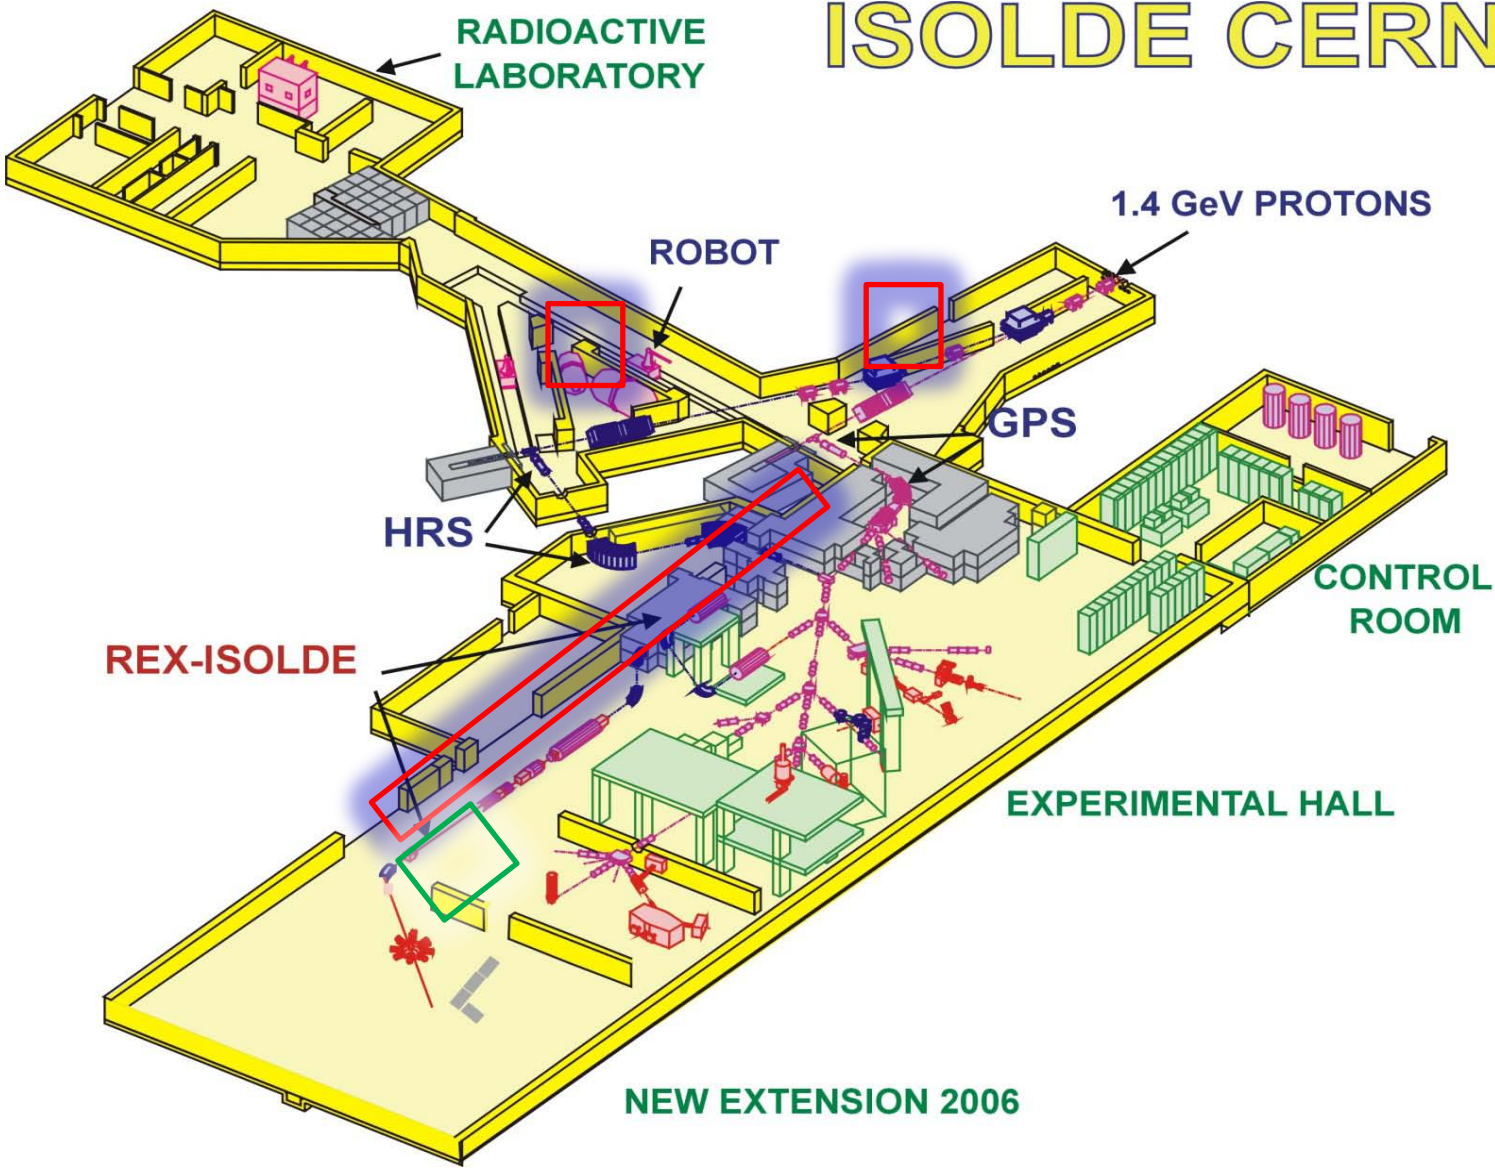 ISOLDE CERN
RADIOACTIVE
LABORATORY
1.4 GeV PROTONS
ROBOT
GPS
HRS
CONTROL
ROOM
REX-ISOLDE
EXPERIMENTAL HALL
NEW EXTENSION 2006